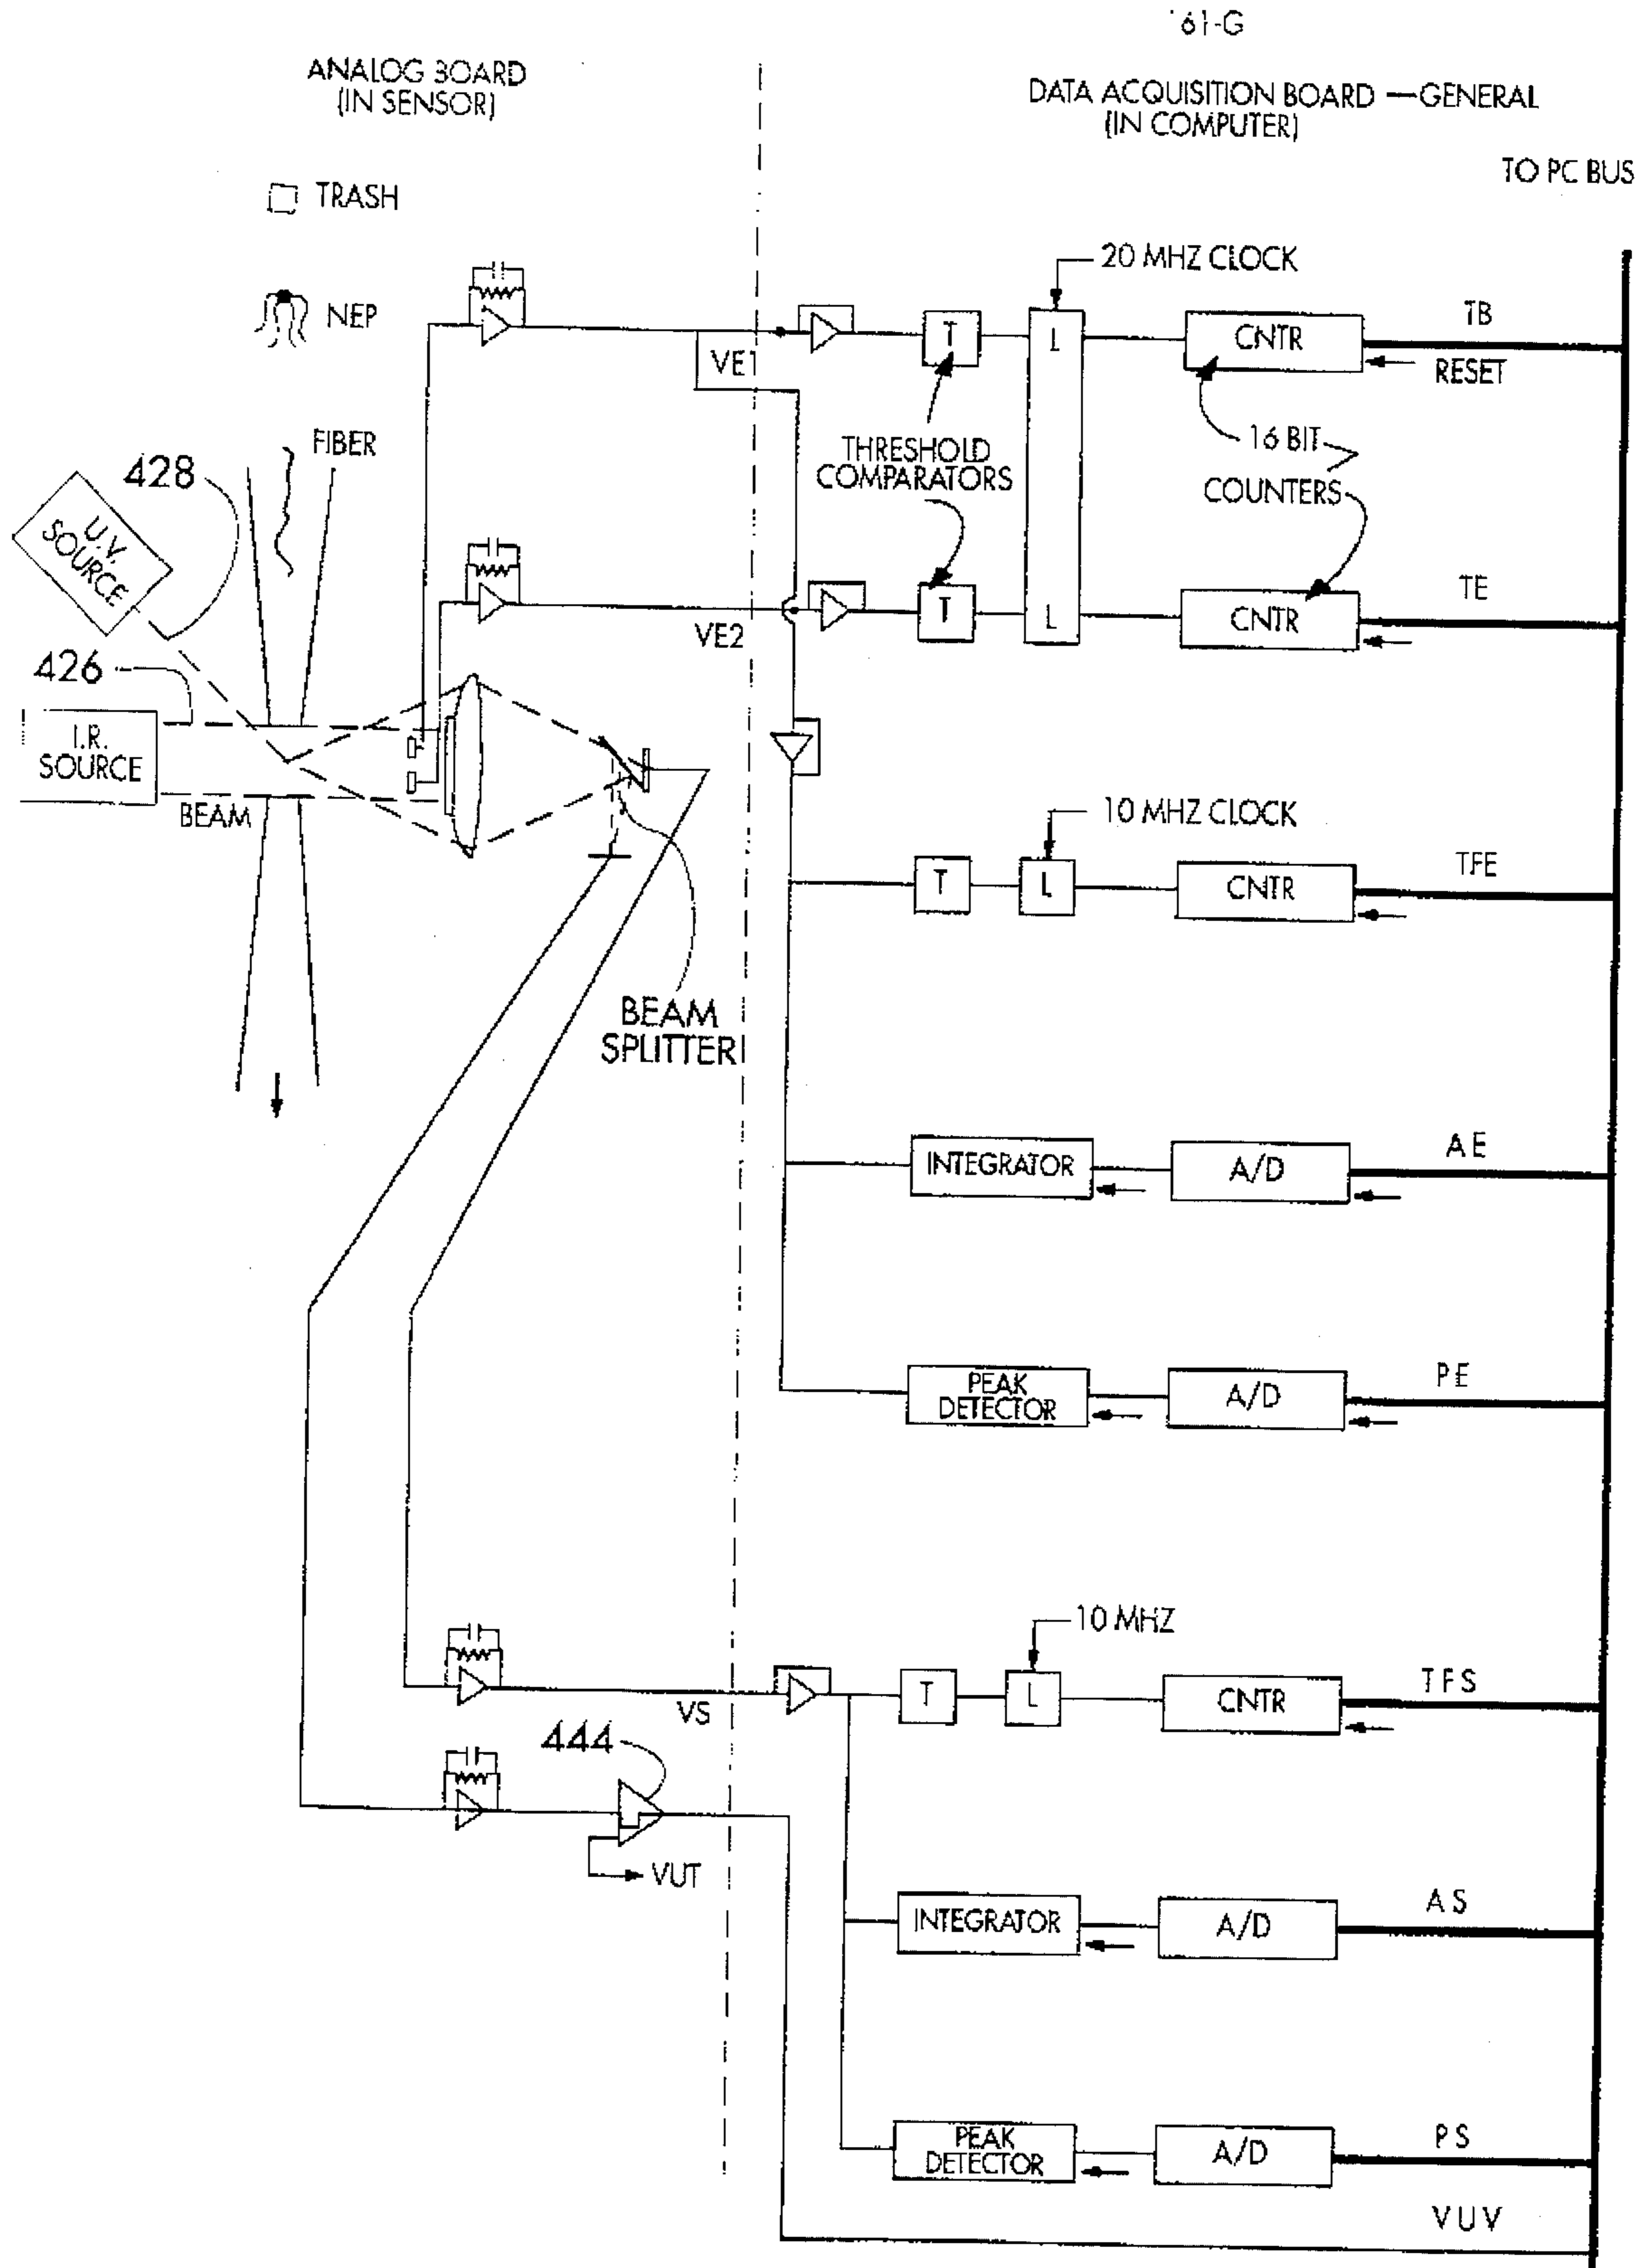 61-G
ANALOG BOARD
(IN SENSOR)
DATA ACQUISITION BOARD —GENERAL
(IN COMPUTER)
TO PC BUS
TRASH
NEP
FIBER
428
U.V.
SOURCE
426
I.R.
SOURCE
BEAM
20 MHZ CLOCK
VE1
T
L
CNTR
TB
RESET
THRESHOLD
COMPARATORS
16 BIT
COUNTERS
VE2
T
L
CNTR
TE
10 MHZ CLOCK
T
L
CNTR
TFE
BEAM
SPLITTER
INTEGRATOR
A/D
AE
PEAK
DETECTOR
A/D
PE
10 MHZ
VS
T
L
CNTR
TFS
444
VUT
INTEGRATOR
A/D
AS
PEAK
DETECTOR
A/D
PS
VUV